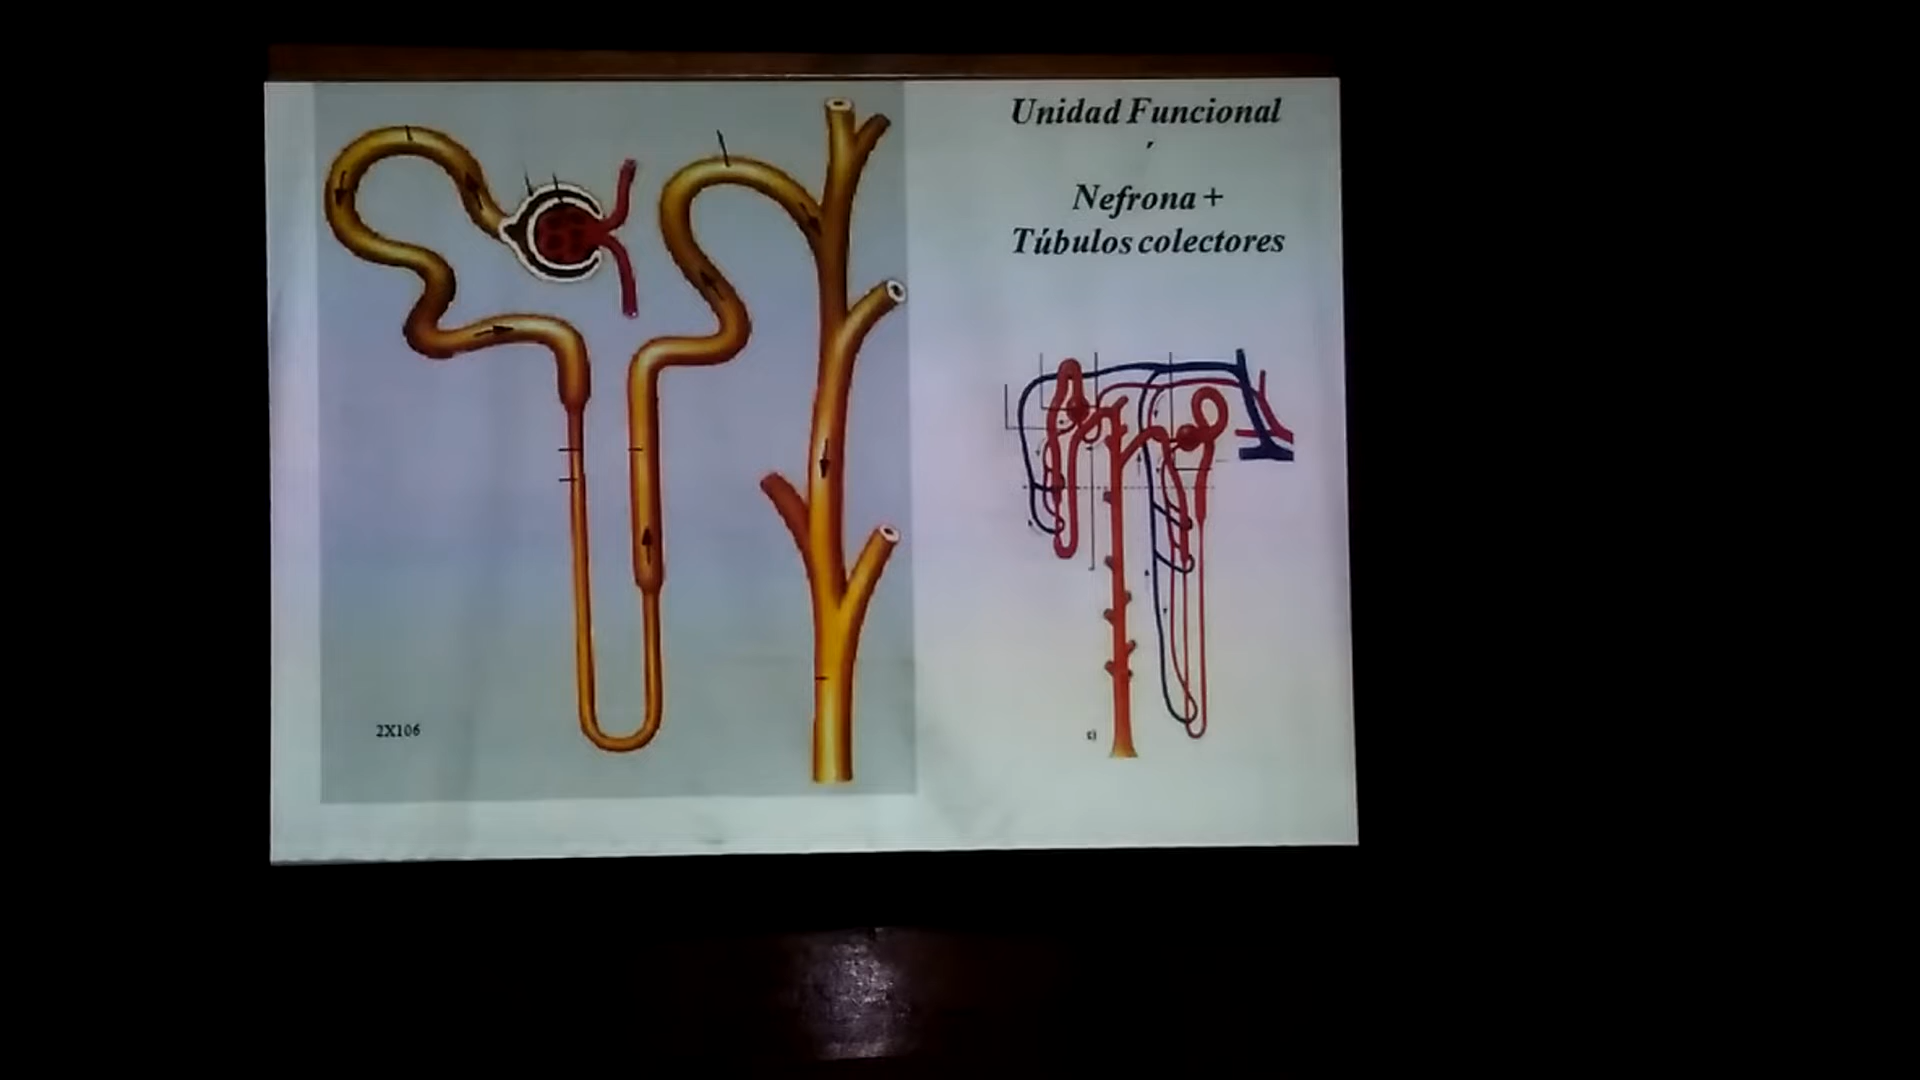 Unidad Funcional
Nefrona +
Túbulos colectores
2X106
c)